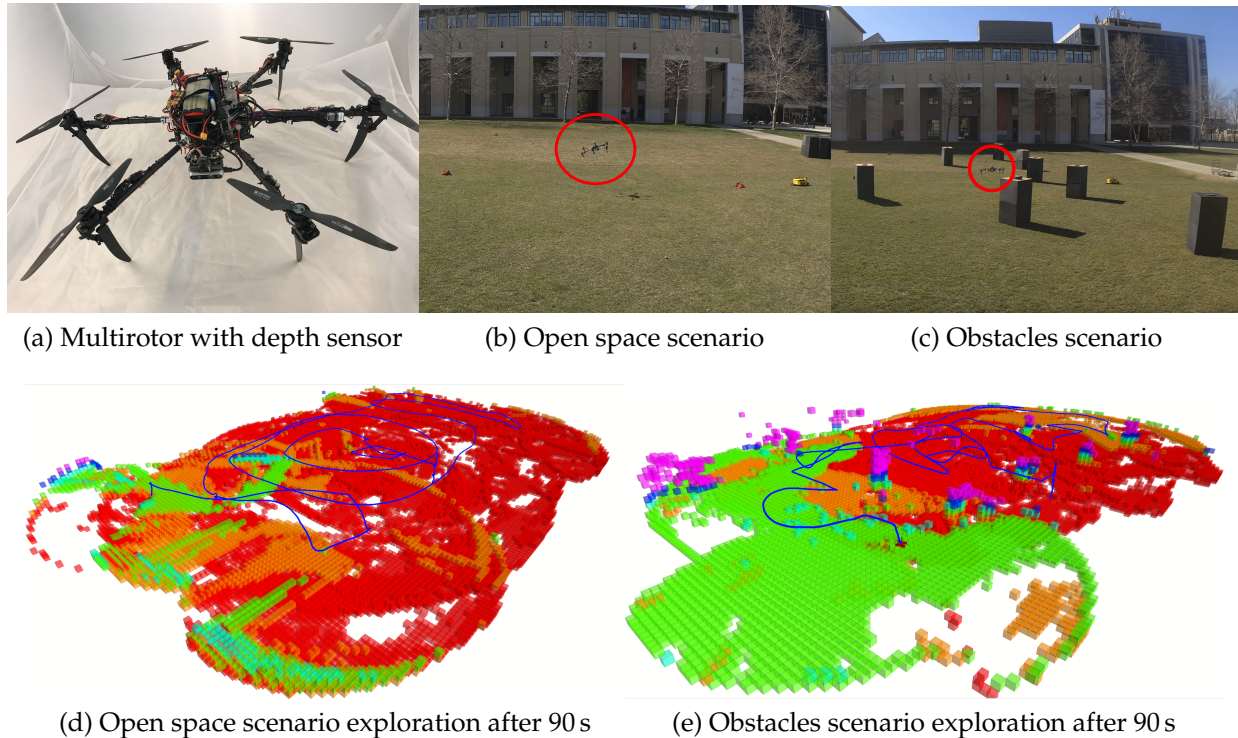 (a) Multirotor with depth sensor
(b) Open space scenario
(c) Obstacles scenario
(d) Open space scenario exploration after 90 s
(e) Obstacles scenario exploration after 90 s